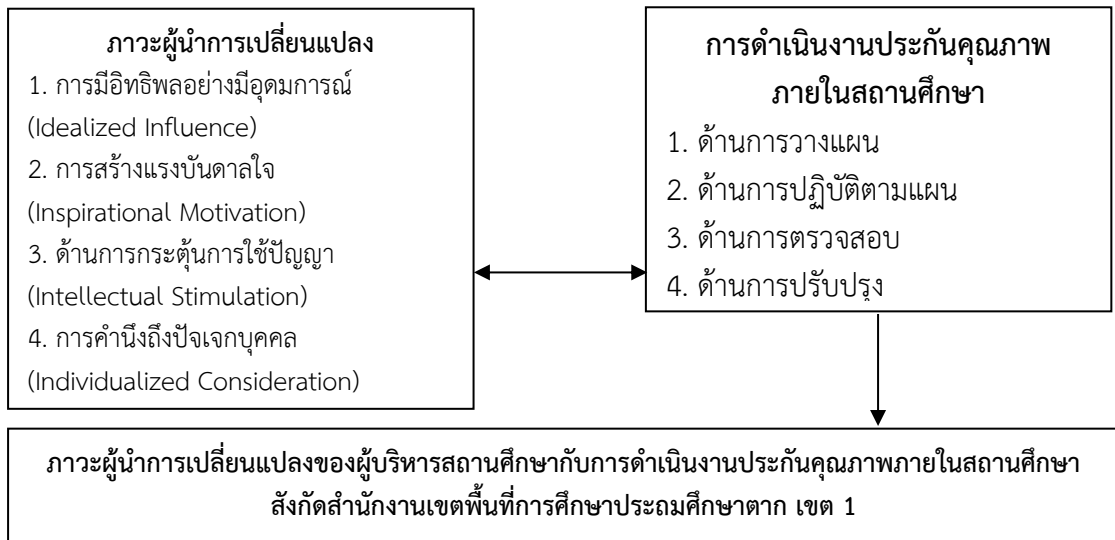 ภาวะผู้นำการเปลี่ยนแปลง
1. การมีอิทธิพลอย่างมีอุดมการณ์
(Idealized Influence)
2. การสร้างแรงบันดาลใจ
(Inspirational Motivation)
3. ด้านการกระตุ้นการใช้ปัญญา
(Intellectual Stimulation)
4. การคำนึงถึงปัจเจกบุคคล
(Individualized Consideration)
การดำเนินงานประกันคุณภาพ
ภายในสถานศึกษา
1. ด้านการวางแผน
2. ด้านการปฏิบัติตามแผน
3. ด้านการตรวจสอบ
4. ด้านการปรับปรุง
ภาวะผู้นำการเปลี่ยนแปลงของผู้บริหารสถานศึกษากับการดำเนินงานประกันคุณภาพภายในสถานศึกษา
สังกัดสำนักงานเขตพื้นที่การศึกษาประถมศึกษาตาก เขต 1